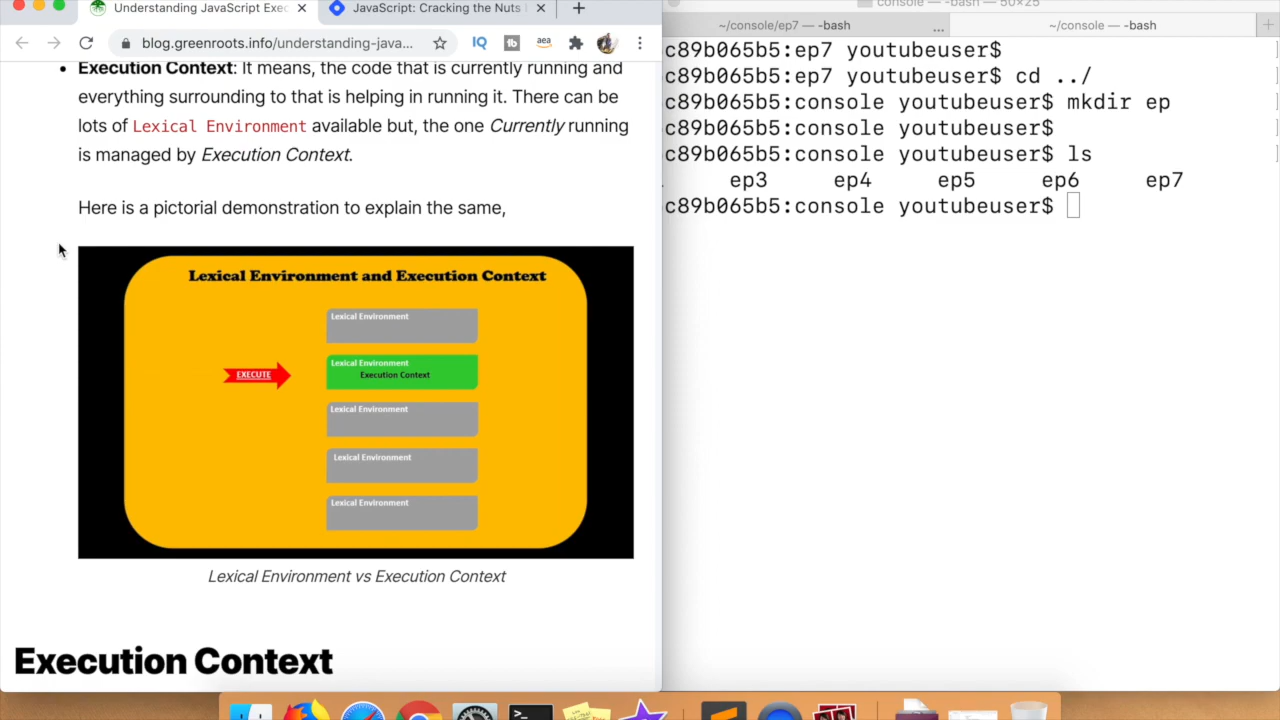 Understanding JavaScript Exec
JavaScript: Cracking the Nuts
blog.greenroots.info/understanding-java...
• Execution Context: It means, the code that is currently running and
everything surrounding to that is helping in running it. There can be
lots of Lexical Environment available but, the one Currently running
is managed by Execution Context.
Here is a pictorial demonstration to explain the same,
Lexical Environment and Execution Context
Lexical Environment
EXECUTE
Lexical Environment
Execution Context
Lexical Environment
Lexical Environment
Lexical Environment
Lexical Environment vs Execution Context
Execution Context
console — -bash — 50×25
~/console/ep7 — -bash ...
~/console — -bash
c89b065b5:ep7 youtubeuser$
c89b065b5:ep7 youtubeuser$ cd ../
c89b065b5:console youtubeuser$ mkdir ep
c89b065b5:console youtubeuser$
c89b065b5:console youtubeuser$ ls
ep3 ep4 ep5 ep6 ep7
c89b065b5:console youtubeuser$